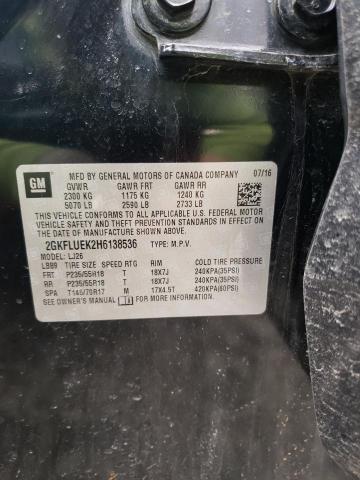 GM
MFD BY GENERAL MOTORS OF CANADA COMPANY 07/16
GVWR GAWR FRT GAWR RR
2300 KG 1175 KG 1240 KG
5070 LB 2590 LB 2733 LB
THIS VEHICLE CONFORMS TO ALL APPLICABLE U.S. FEDERAL
MOTOR VEHICLE SAFETY, BUMPER, AND THEFT PREVENTION STANDARDS
IN EFFECT ON THE DATE OF MANUFACTURE SHOWN ABOVE.
2GKFLUEK2H6138536 TYPE: M.P.V.
MODEL: LJ26
TIRE SIZE SPEED RTG RIM COLD TIRE PRESSURE
FRT P235/55R18 T 18X7J 240KPA(35PSI)
RR P235/55R18 T 18X7J 240KPA(35PSI)
SPA T145/70R17 M 17X4.5T 420KPA(60PSI)
SEE OWNER'S MANUAL FOR ADDITIONAL INFORMATION.